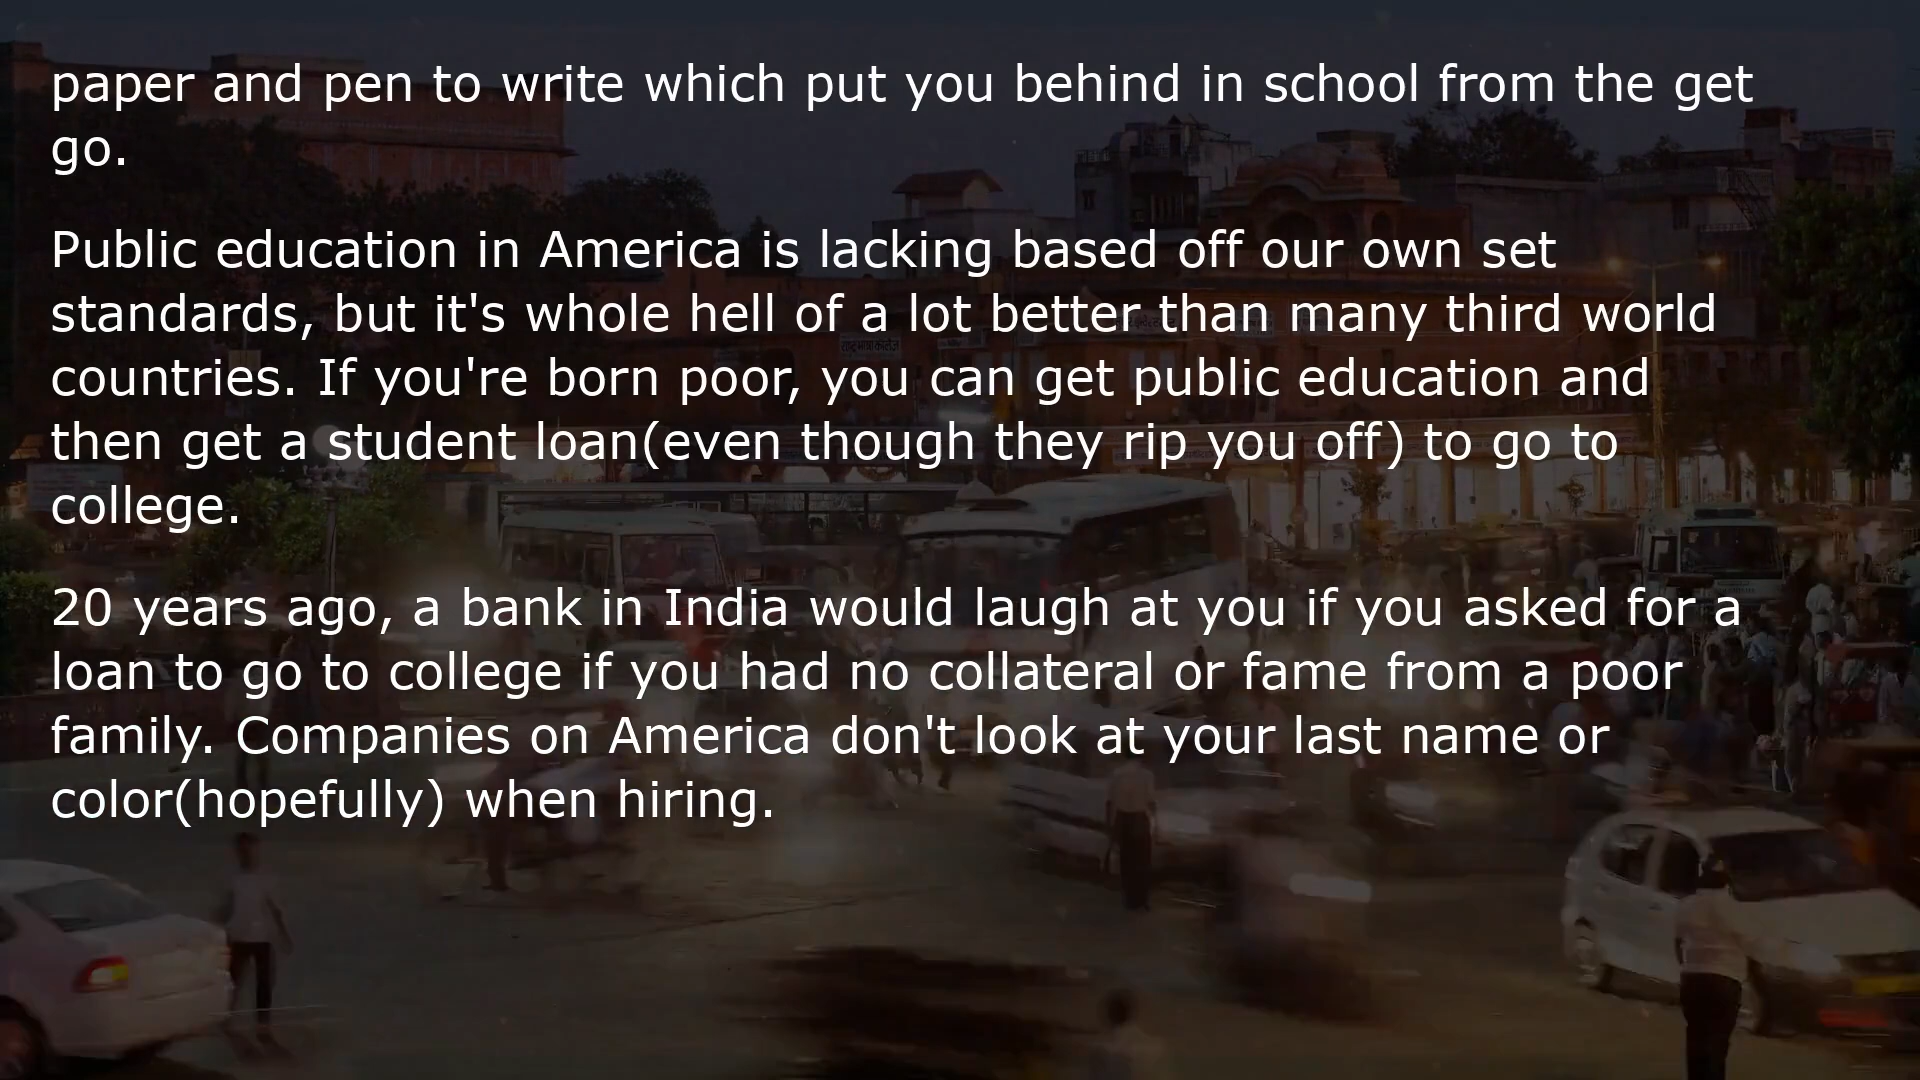 paper and pen to write which put you behind in school from the get
go.
Public education in America is lacking based off our own set
standards, but it's whole hell of a lot better than many third world
countries. If you're born poor, you can get public education and
then get a student loan(even though they rip you off) to go to
college.
20 years ago, a bank in India would laugh at you if you asked for a
loan to go to college if you had no collateral or fame from a poor
family. Companies on America don't look at your last name or
color(hopefully) when hiring.